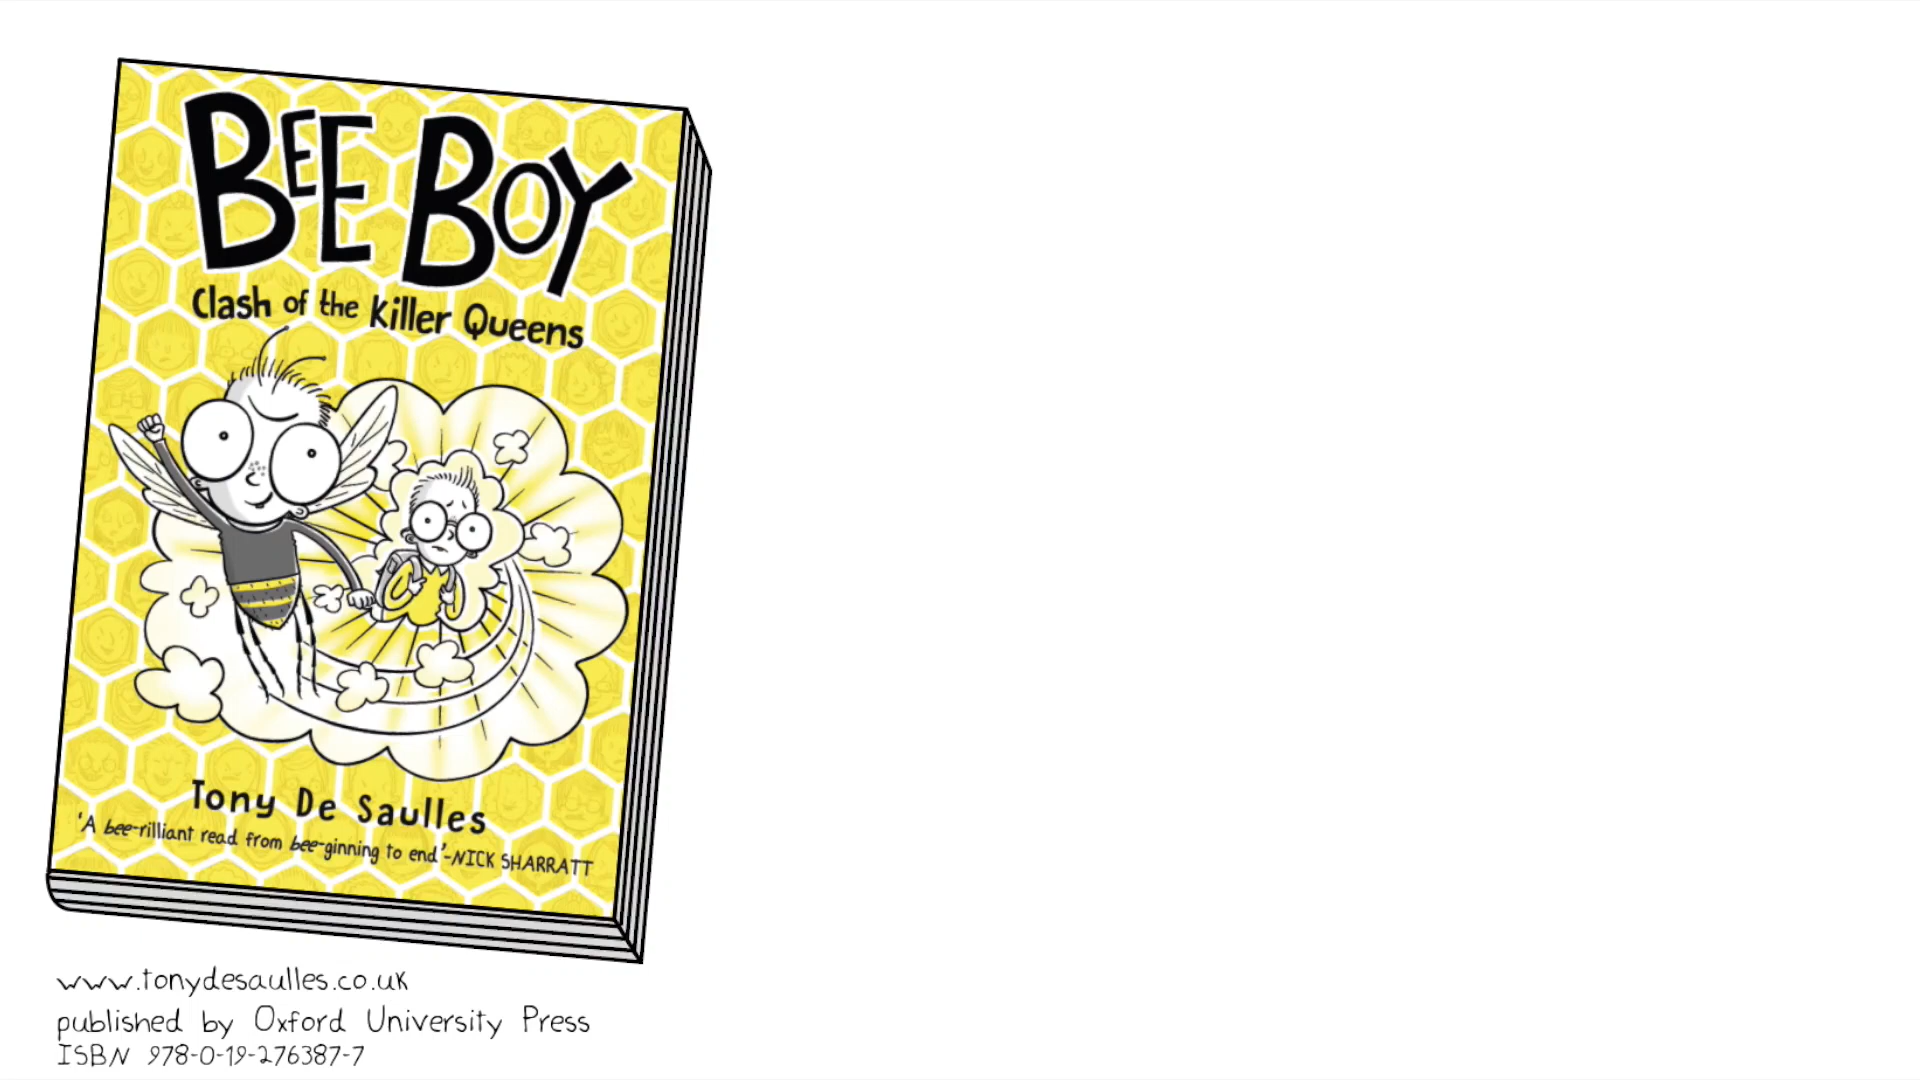 BEE BOY
Clash of the Killer Queens
Tony De Saulles
'A bee-rilliant read from bee-ginning to end'-NICK SHARRATT
www.tonydesaulles.co.uk
published by Oxford University Press
ISBN 978-0-19-276387-7